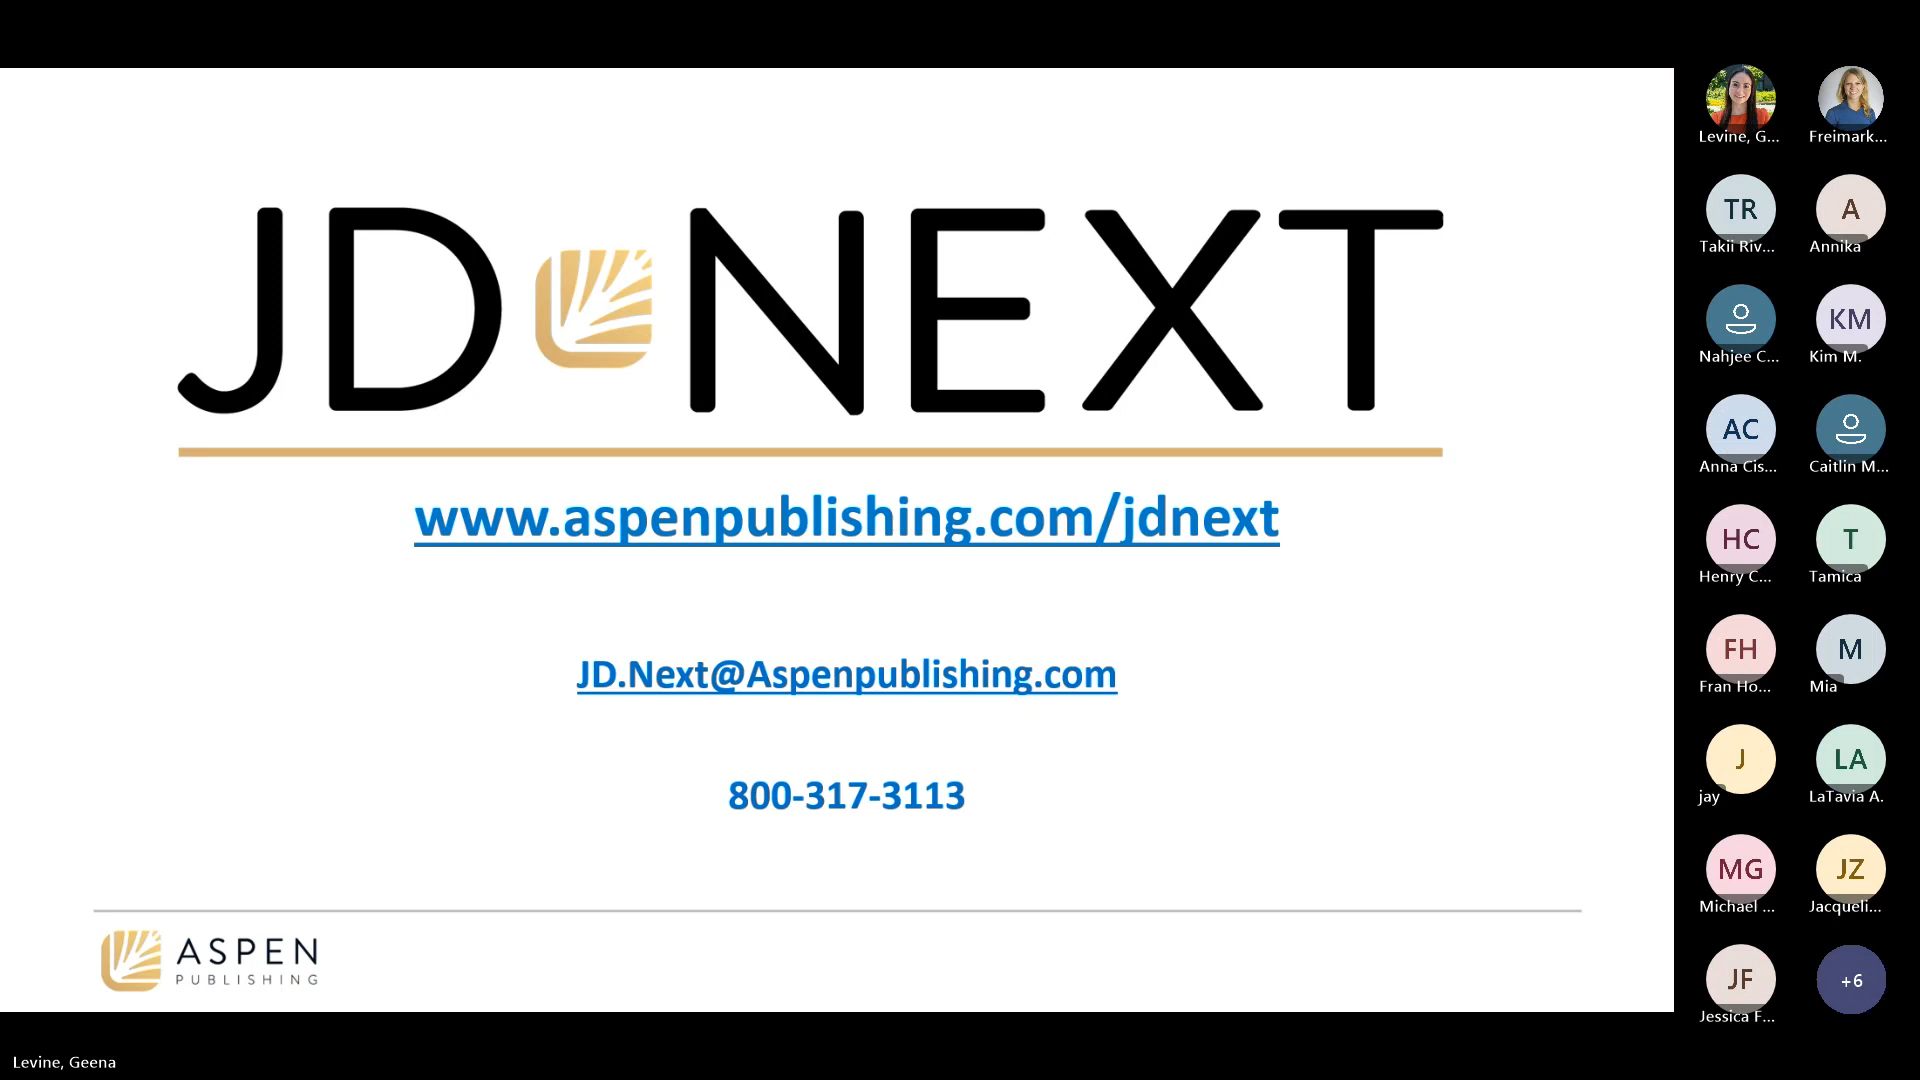 JD NEXT
www.aspenpublishing.com/jdnext
JD.Next@Aspenpublishing.com
800-317-3113
ASPEN
PUBLISHING
Levine, G...
Freimark...
TR
Takii Riv...
A
Annika
Nahjee C...
KM
Kim M.
AC
Anna Cis...
Caitlin M...
HC
Henry C...
T
Tamica
FH
Fran Ho...
M
Mia
J
jay
LA
LaTavia A.
MG
Michael ...
JZ
Jacqueli...
JF
Jessica F...
+6
Levine, Geena